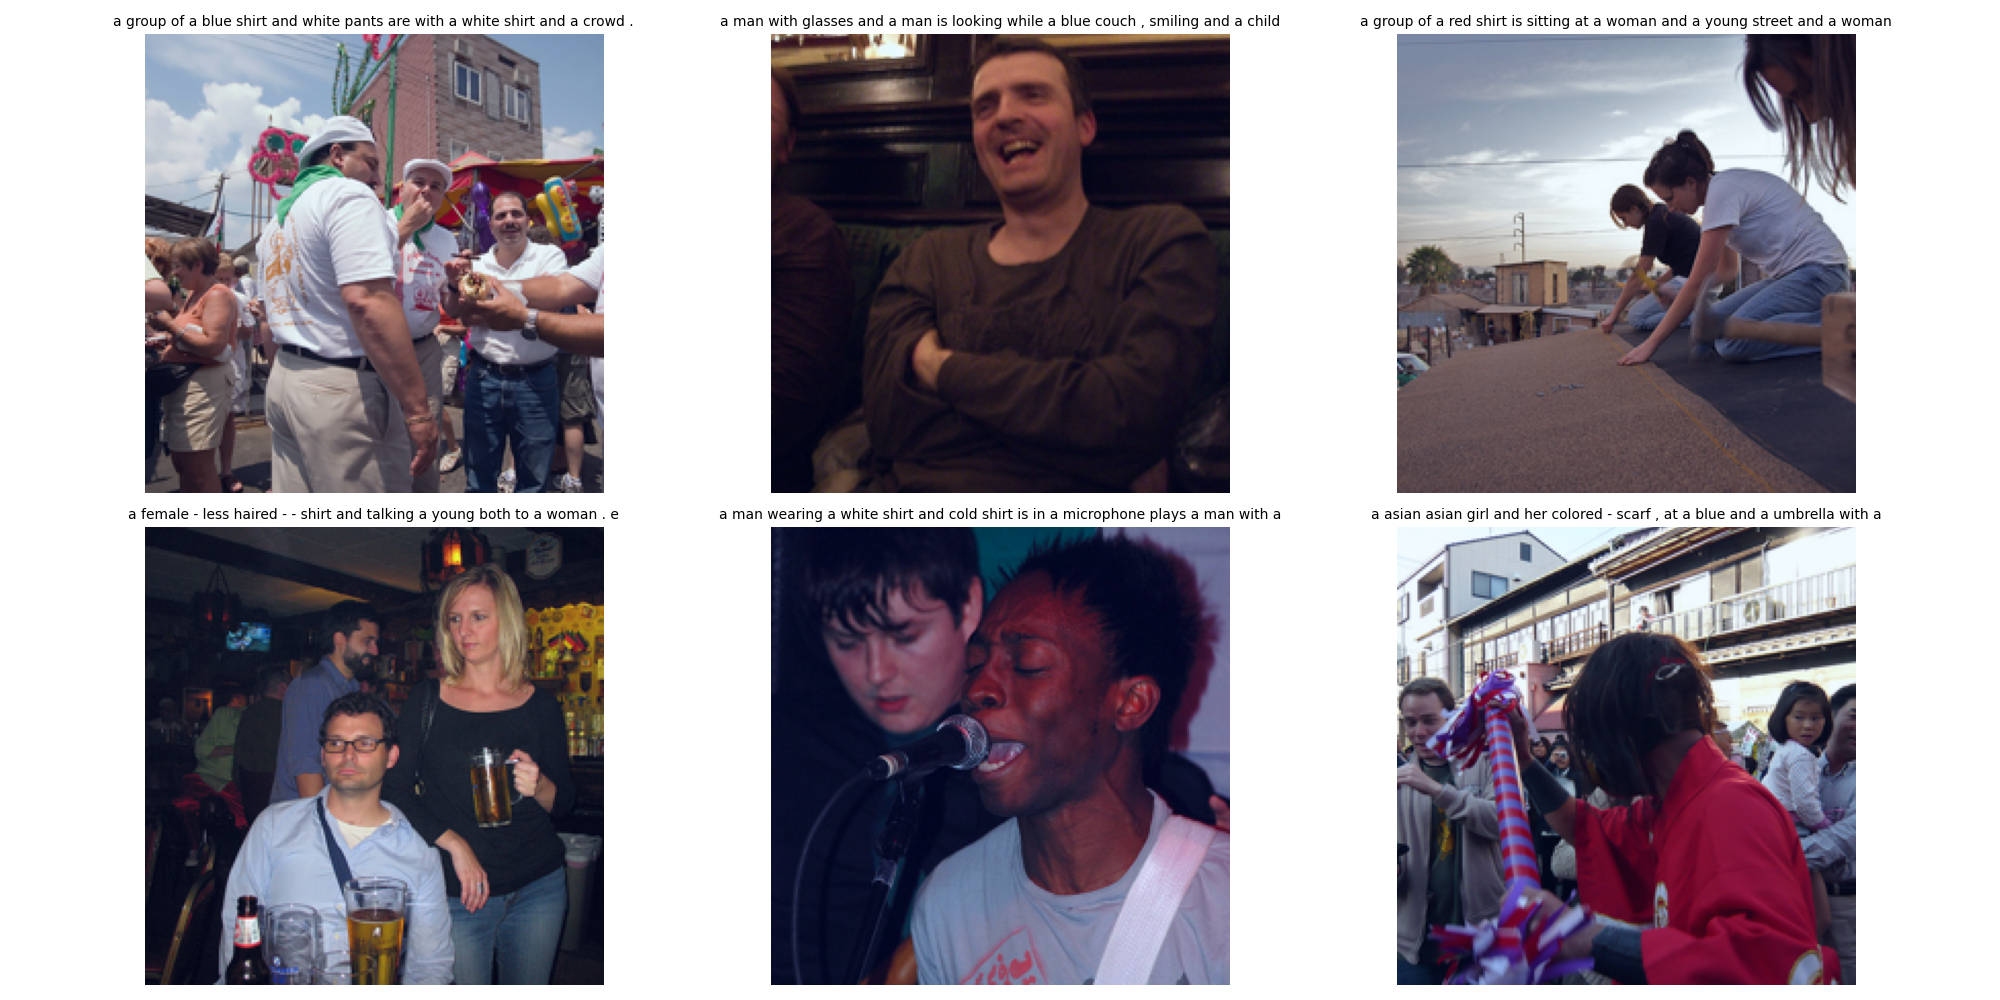 a group of a blue shirt and white pants are with a white shirt and a crowd .
a man with glasses and a man is looking while a blue couch , smiling and a child
a group of a red shirt is sitting at a woman and a young street and a woman
a female - less haired - - shirt and talking a young both to a woman . e
a man wearing a white shirt and cold shirt is in a microphone plays a man with a
a asian asian girl and her colored - scarf , at a blue and a umbrella with a